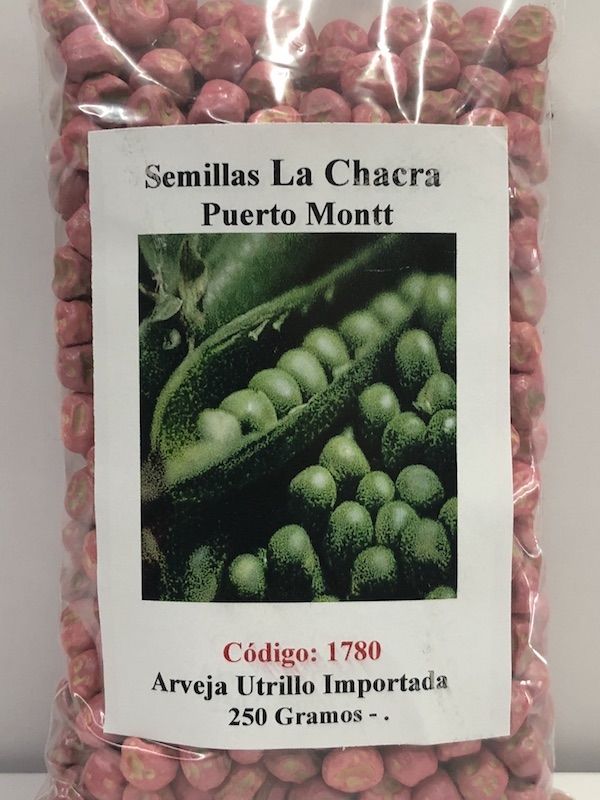 Semillas La Chacra
Puerto Montt
Código: 1780
Arveja Utrillo Importada
250 Gramos - .